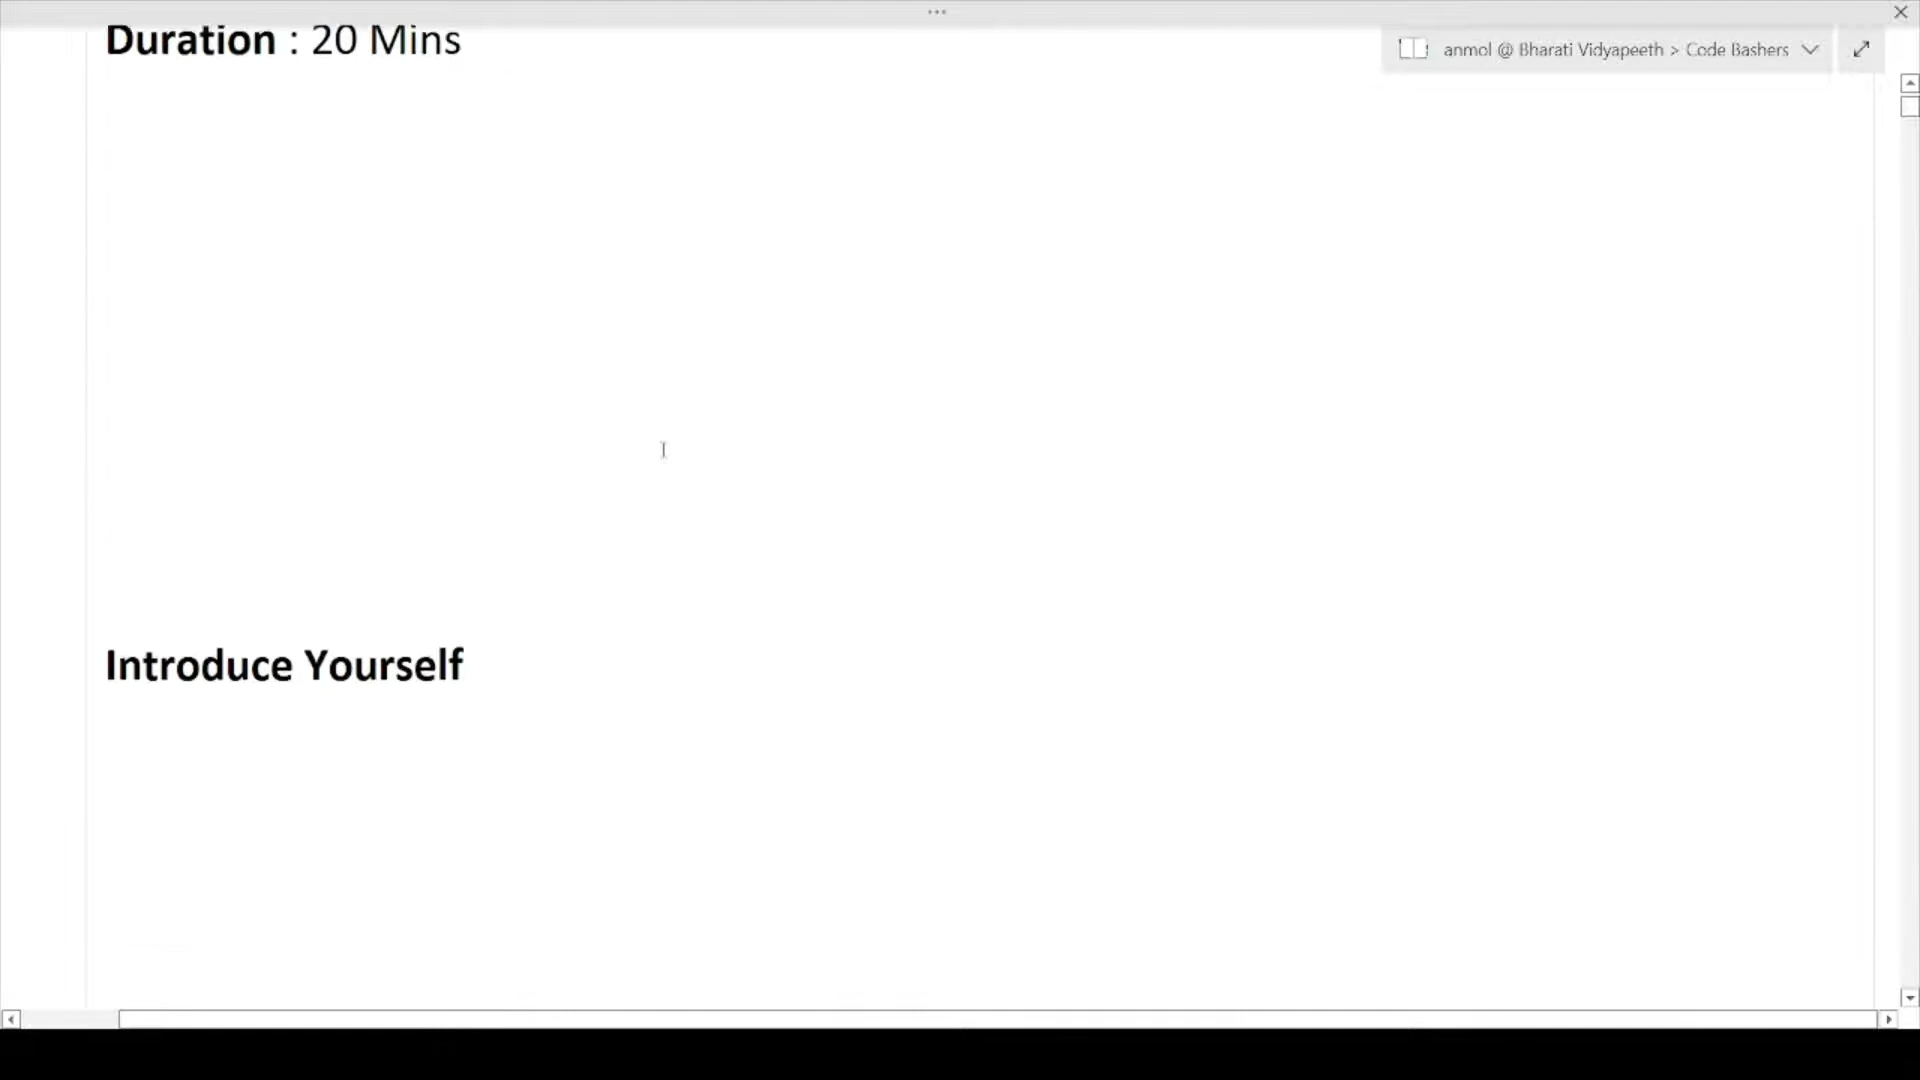 Duration : 20 Mins
anmol @ Bharati Vidyapeeth > Code Bashers
Introduce Yourself